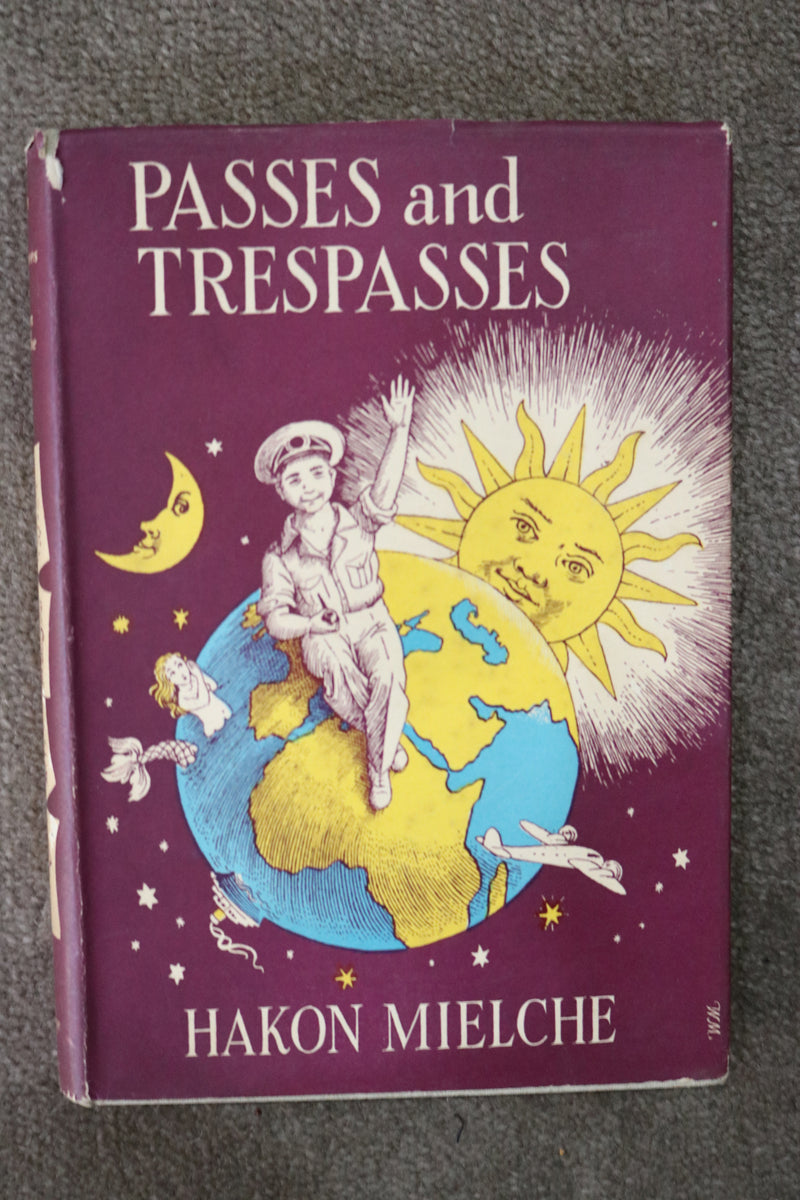 PASSES and
TRESPASSES
HAKON MIELCHE
W.M.